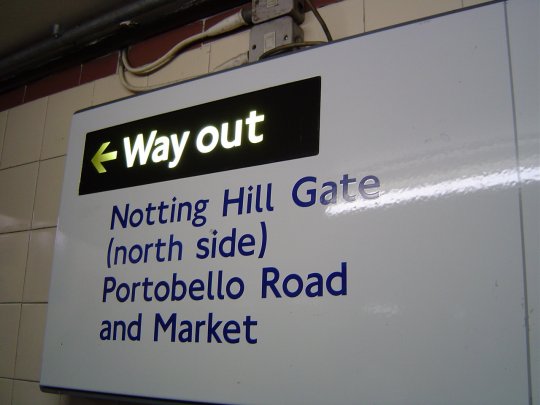 Way out
Notting Hill Gate
(north side)
Portobello Road
and Market